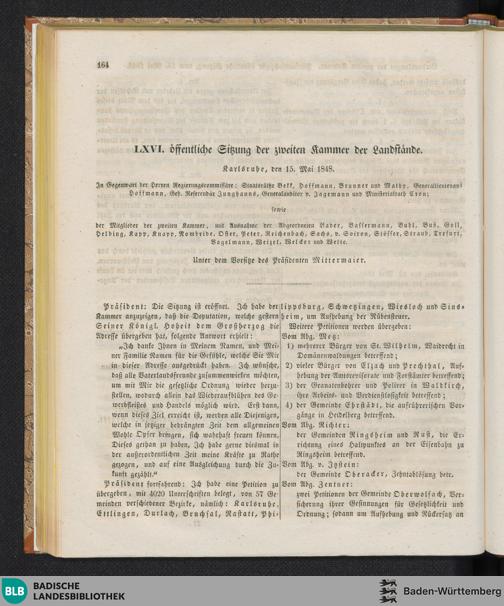 164
LXVI. öffentliche Sitzung der zweiten Kammer der Landstände.
Karlsruhe, den 15. Mai 1848.
In Gegenwart der Herren Regierungscommissäre: Staatsräthe Bekk, Hoffmann, Brunner und Mathy, Generallieutenant
Hoffmann, Geh. Referendär Junghanns, Generalauditor v. Jagemann und Ministerialrath Cron;
sowie
der Mitglieder der zweiten Kammer, mit Ausnahme der Abgeordneten Bader, Bassermann, Buhl, Buß, Goll,
Helbing, Kapp, Knapp, Rombride, Oser, Peter, Reichenbach, Sachs, v. Soiron, Stösser, Straub, Trefurt,
Vogelmann, Weizel, Welcker und Welte.
Unter dem Vorsitze des Präsidenten Mittermaier.
Präsident: Die Sitzung ist eröffnet. Ich habe der
Kammer anzuzeigen, daß die Deputation, welche gestern
Seiner Königl. Hoheit dem Großherzog die
Adresse übergeben hat, folgende Antwort erhielt:
„Ich danke Ihnen in Meinem Namen, und Mei-
ner Familie Namen für die Gefühle, welche Sie Mir
in dieser Adresse ausgedrückt haben. Ich wünschte,
daß alle Vaterlandsfreunde zusammenwirken möchten,
um mit Mir die gesetzliche Ordnung wieder herzu-
stellen, wodurch allein das Wiederaufblühen des Ge-
werbfleißes und Handels möglich wird. Erst dann,
wenn dieses Ziel erreicht ist, werden alle Diejenigen,
welche in jetziger bedrängten Zeit dem allgemeinen
Wohle Opfer bringen, sich wahrhaft freuen können.
Dieses gethan zu haben, Ich habe gerne diesmal in
der außerordentlichen Zeit meine Kräfte zu Rathe
gezogen, und auf eine Ausgleichung durch die Zu-
kunft gezählt.“
Präsident fortfahrend: Ich habe eine Petition zu
übergeben, mit 4020 Unterschriften belegt, von 57 Ge-
meinden verschiedener Bezirke, nämlich: Karlsruhe,
Ettlingen, Durlach, Bruchsal, Rastatt, Phi-
lippsburg, Schwetzingen, Wiesloch und Sins-
heim, um Aufhebung der Rübensteuer.
Weitere Petitionen werden übergeben:
Vom Abg. Metz:
1) mehrerer Bürger von St. Wilhelm, Waidrecht in
Domänenwaldungen betreffend;
2) vieler Bürger von Elzach und Prechthal, Auf-
hebung der Amtsrevisorate und Forstämter betreffend;
3) der Granatenbohrer und Polirer in Waldkirch,
ihre Arbeits- und Verdienstlosigkeit betreffend;
4) der Gemeinde Ehrstädt, die aufrührerischen Vor-
gänge in Heidelberg betreffend.
Vom Abg. Richter:
der Gemeinden Ringsheim und Rust, die Er-
richtung eines Haltpunktes an der Eisenbahn zu
Ringsheim betreffend.
Vom Abg. v. Itzstein:
der Gemeinde Oberacker, Zehntablösung betr.
Vom Abg. Zentner:
zwei Petitionen der Gemeinde Oberwolfach, Ver-
sicherung ihrer Gesinnungen für Gesetzlichkeit und
Ordnung; sodann um Aufhebung und Rückersatz an
BLB BADISCHE
LANDESBIBLIOTHEK
Baden-Württemberg